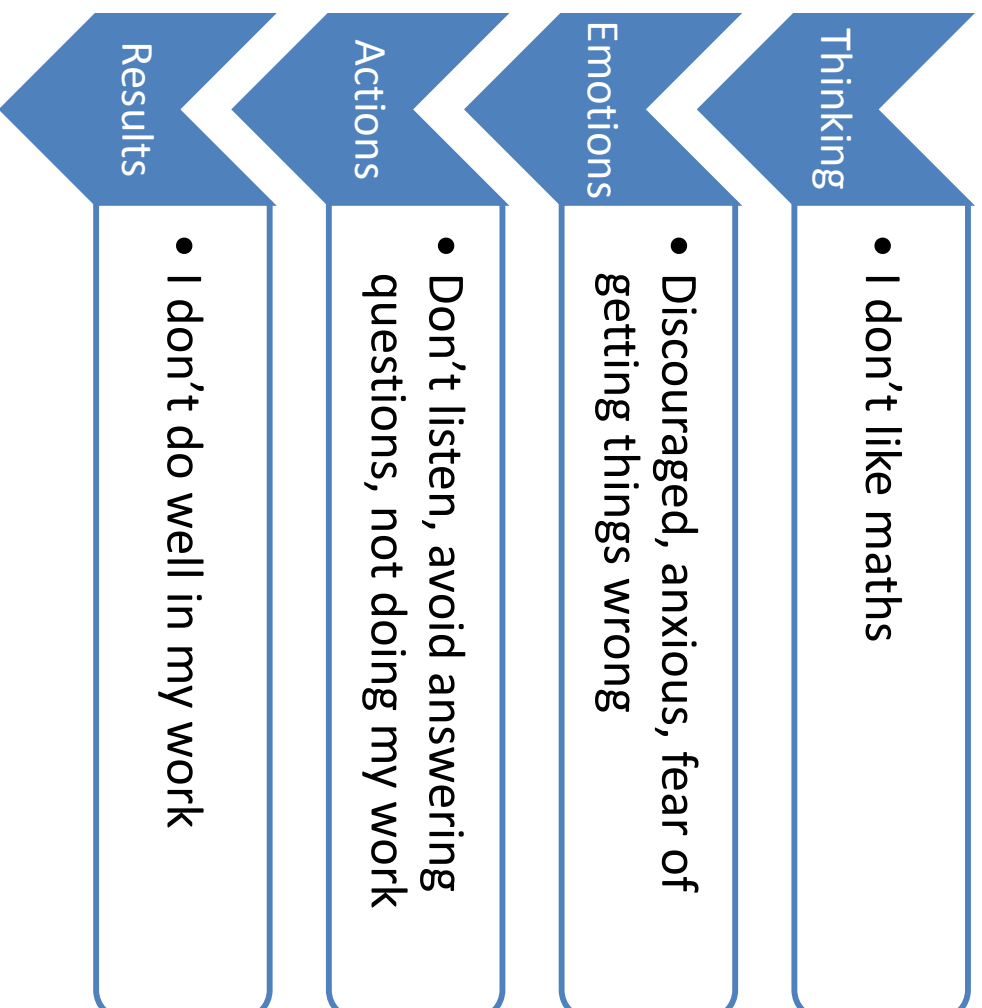 Thinking
• I don’t like maths
Emotions
• Discouraged, anxious, fear of
getting things wrong
Actions
• Don’t listen, avoid answering
questions, not doing my work
Results
• I don’t do well in my work